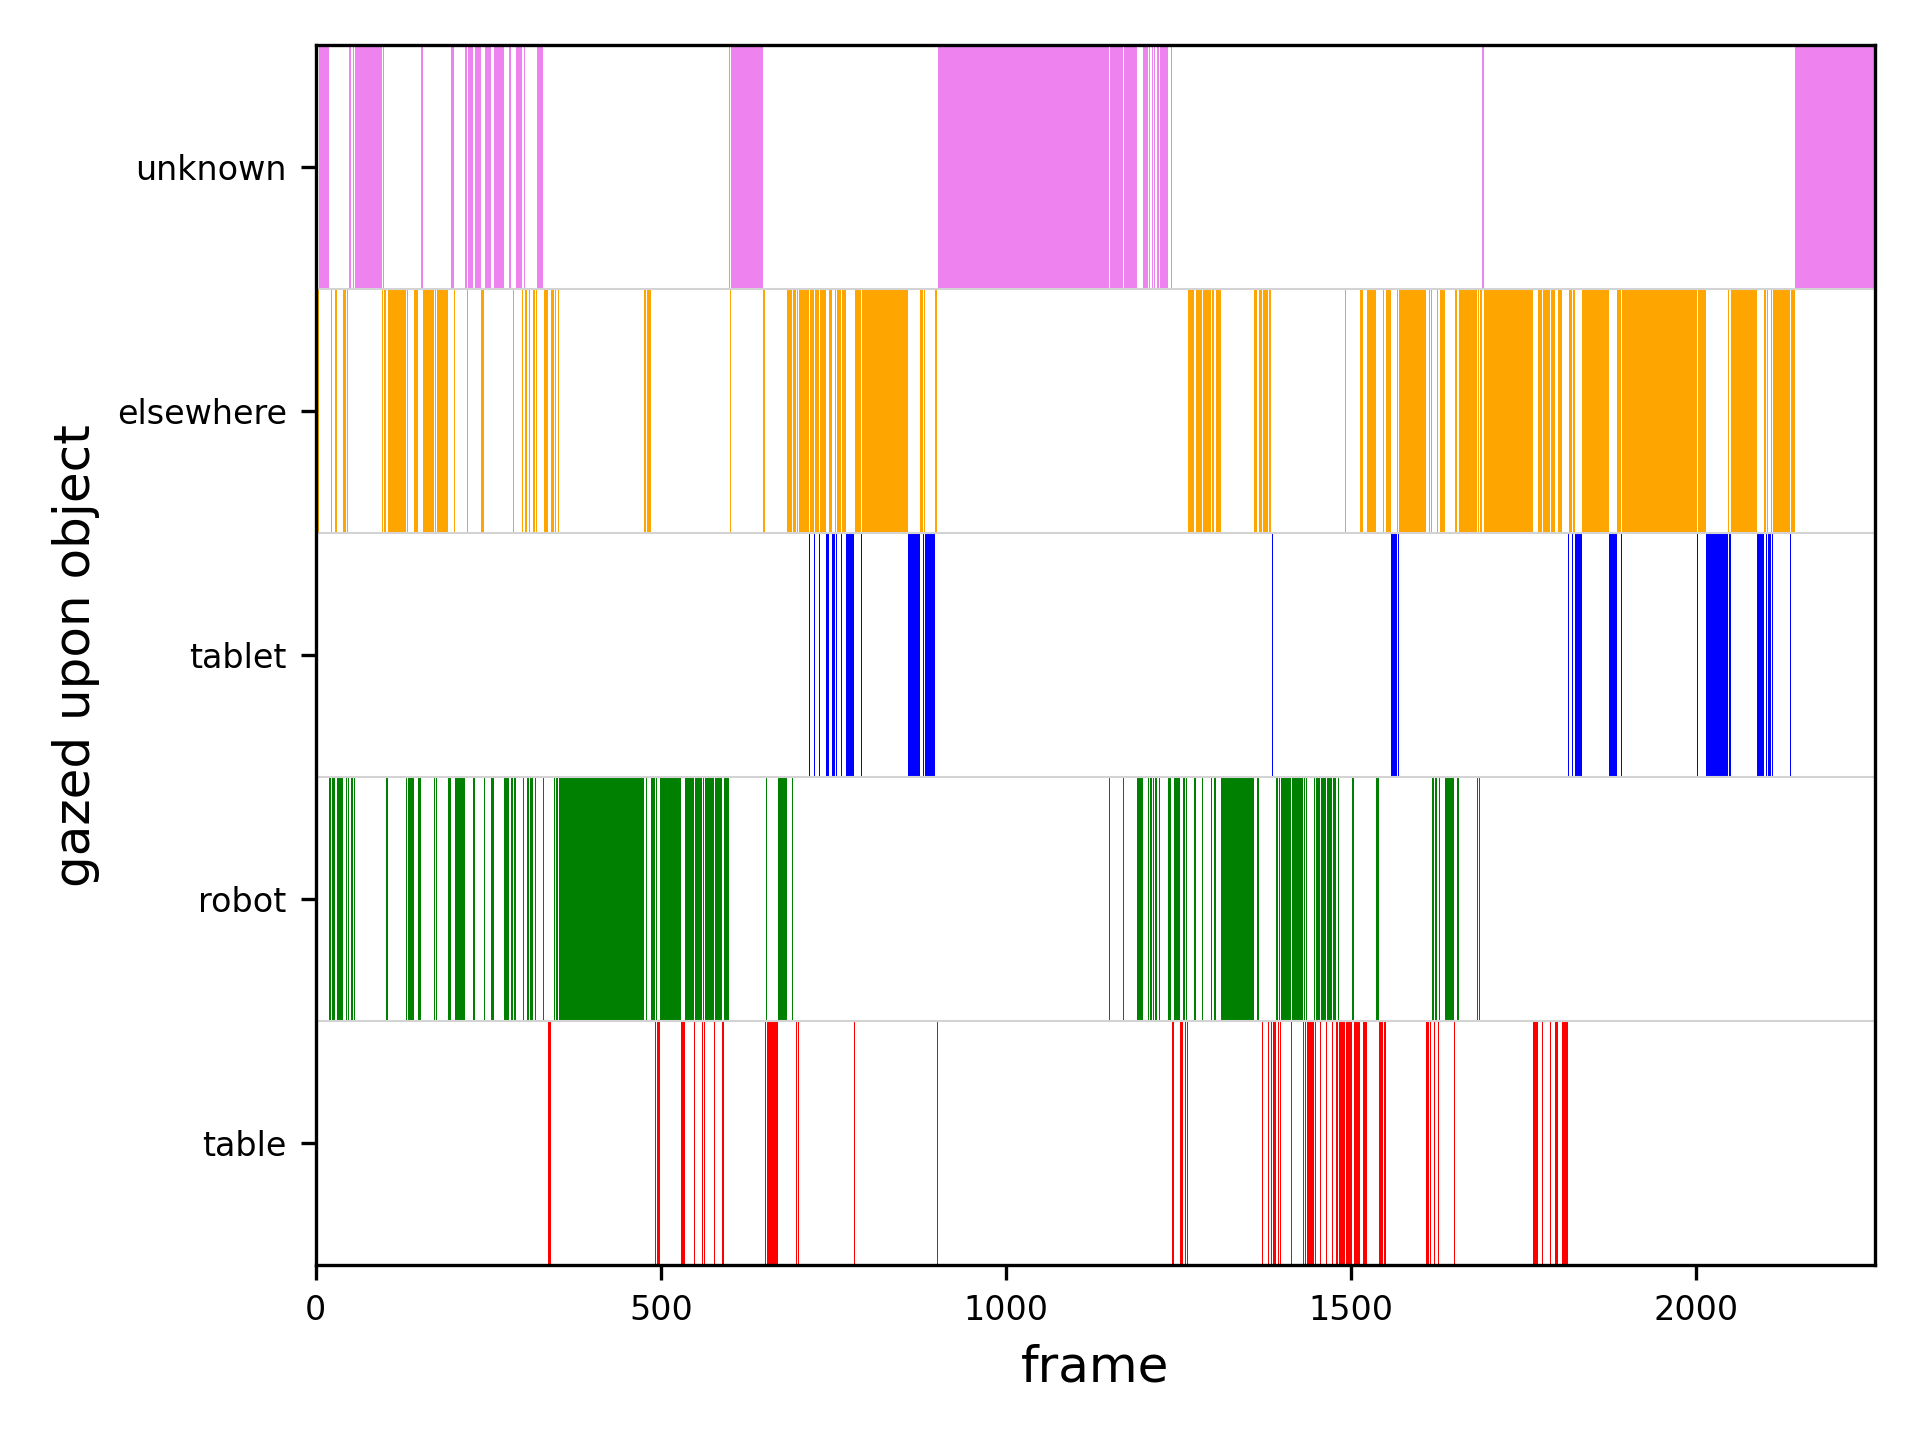 gazed upon object
unknown
elsewhere
tablet
robot
table
0 500 1000 1500 2000
frame